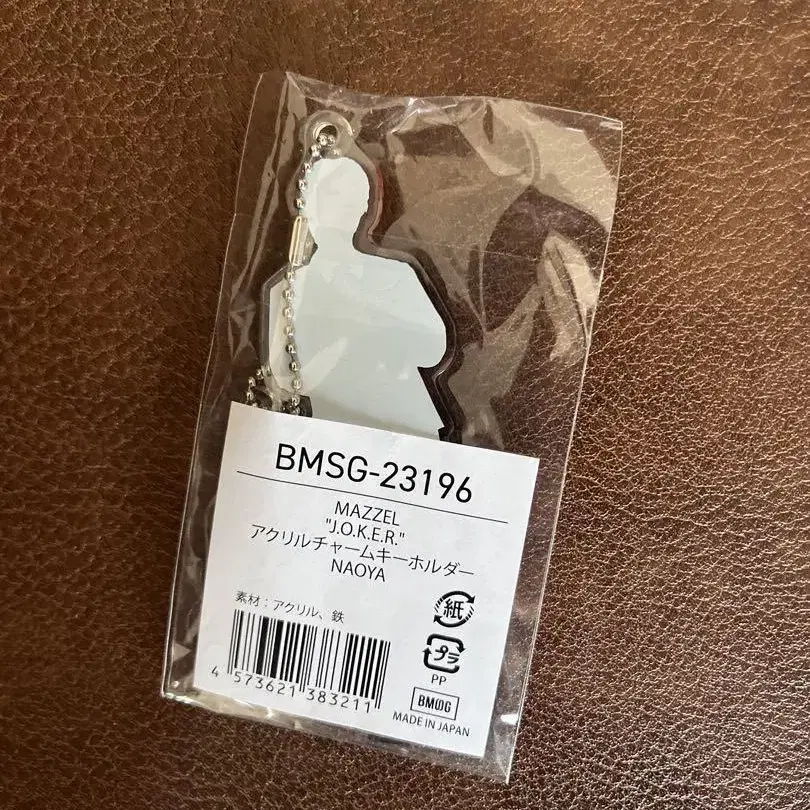 BMSG-23196
MAZZEL
"J.O.K.E.R."
アクリルチャームキーホルダー
NAOYA
素材：アクリル、鉄
紙
プラ
PP
4 573621 383211
BMSG
MADE IN JAPAN